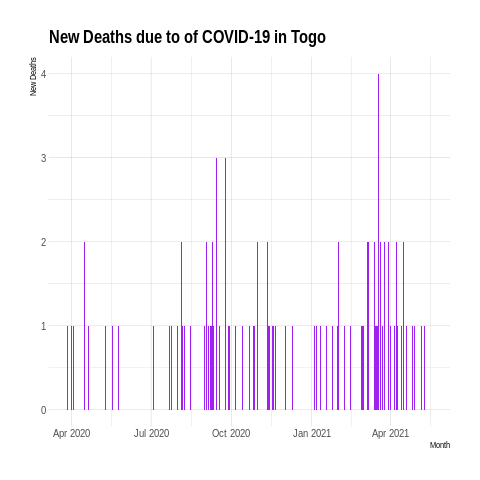 New Deaths due to of COVID-19 in Togo
New Deaths
4
3
2
1
0
Apr 2020 Jul 2020 Oct 2020 Jan 2021 Apr 2021
Month